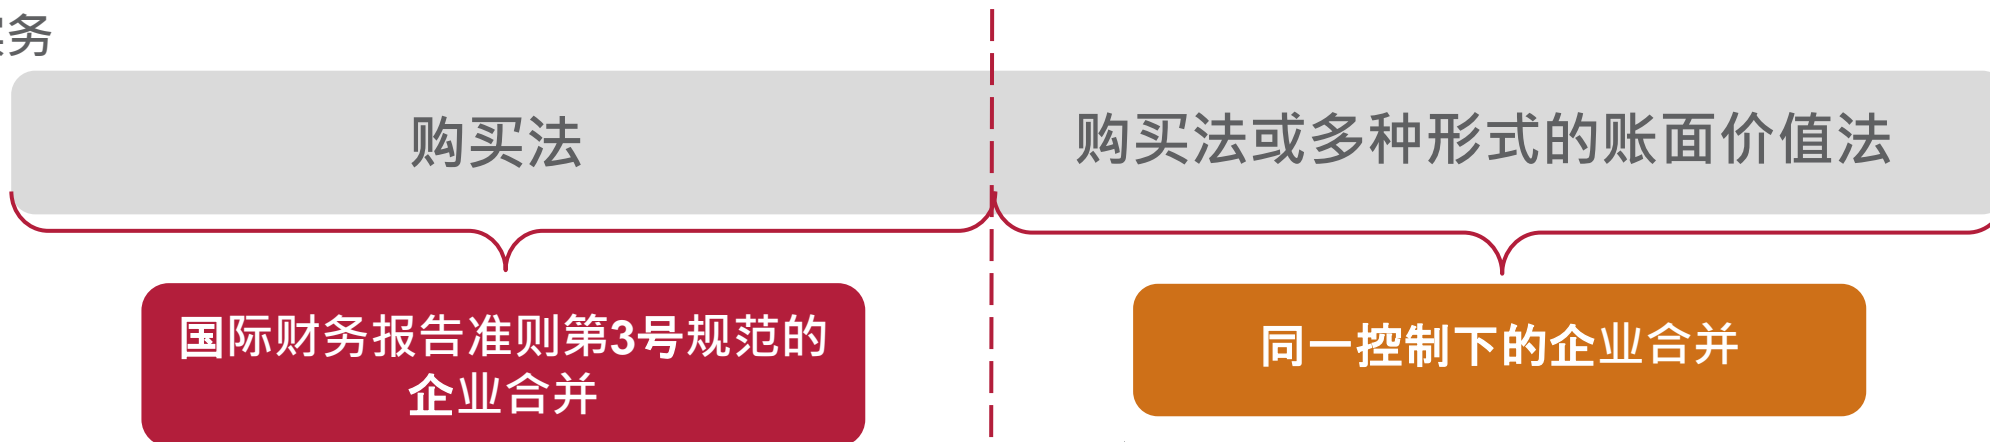 务
购买法
购买法或多种形式的账面价值法
国际财务报告准则第3号规范的
企业合并
同一控制下的企业合并